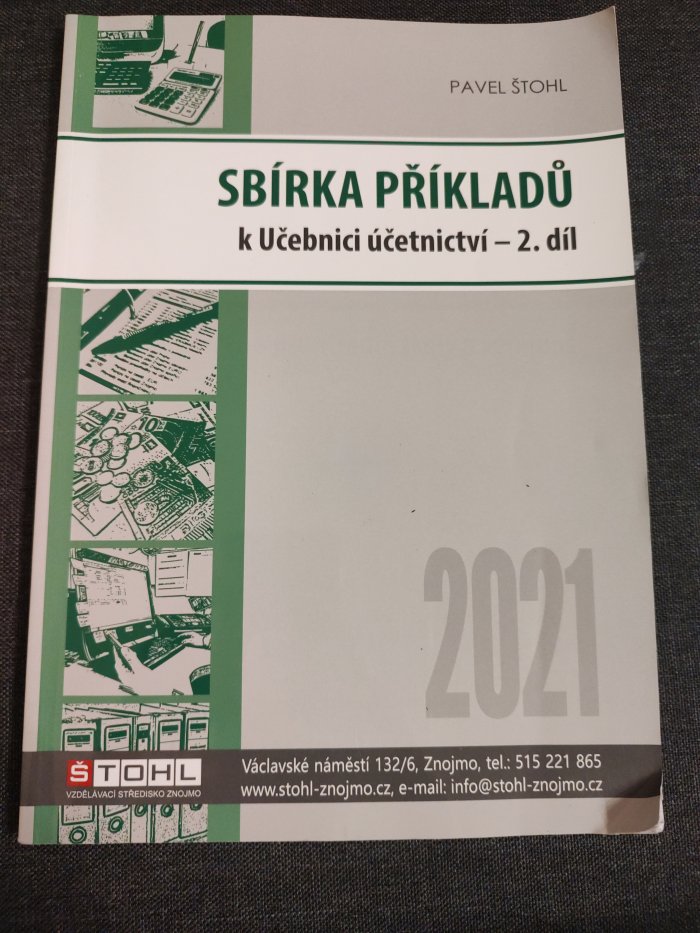 PAVEL ŠTOHL
SBÍRKA PŘÍKLADŮ
k Učebnici účetnictví – 2. díl
10
2021
ŠTOHL
VZDĚLÁVACÍ STŘEDISKO ZNOJMO
Václavské náměstí 132/6, Znojmo, tel.: 515 221 865
www.stohl-znojmo.cz, e-mail: info@stohl-znojmo.cz